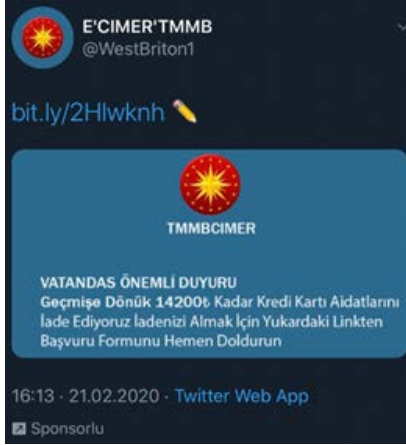 E'CIMER'TMMB
@WestBriton1
bit.ly/2Hlwknh ✏️
TMMBCIMER
VATANDAS ÖNEMLİ DUYURU
Geçmişe Dönük 14200₺ Kadar Kredi Kartı Aidatlarını
İade Ediyoruz İadenizi Almak İçin Yukardaki Linkten
Başvuru Formunu Hemen Doldurun
16:13 · 21.02.2020 · Twitter Web App
Sponsorlu